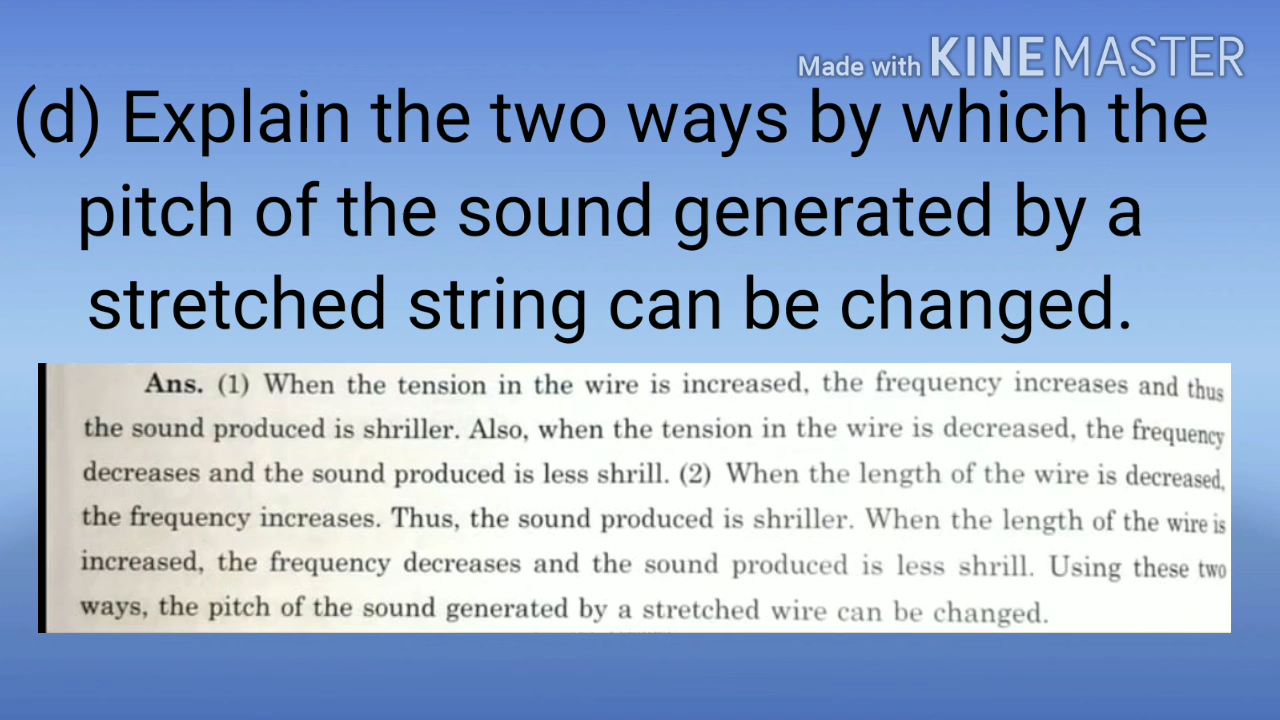 Made with KINEMASTER
(d) Explain the two ways by which the
pitch of the sound generated by a
stretched string can be changed.
Ans. (1) When the tension in the wire is increased, the frequency increases and thus
the sound produced is shriller. Also, when the tension in the wire is decreased, the frequency
decreases and the sound produced is less shrill. (2) When the length of the wire is decreased,
the frequency increases. Thus, the sound produced is shriller. When the length of the wire is
increased, the frequency decreases and the sound produced is less shrill. Using these two
ways, the pitch of the sound generated by a stretched wire can be changed.